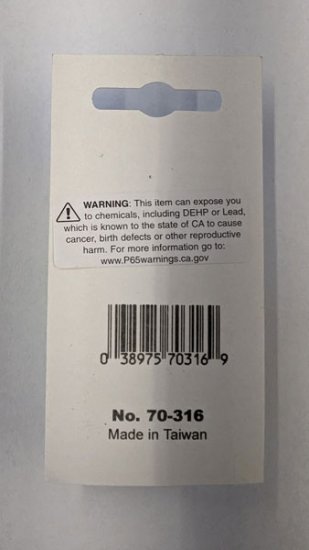 WARNING: This item can expose you
to chemicals, including DEHP or Lead,
which is known to the state of CA to cause
cancer, birth defects or other reproductive
harm. For more information go to:
www.P65warnings.ca.gov
0 38975 70316 9
No. 70-316
Made in Taiwan